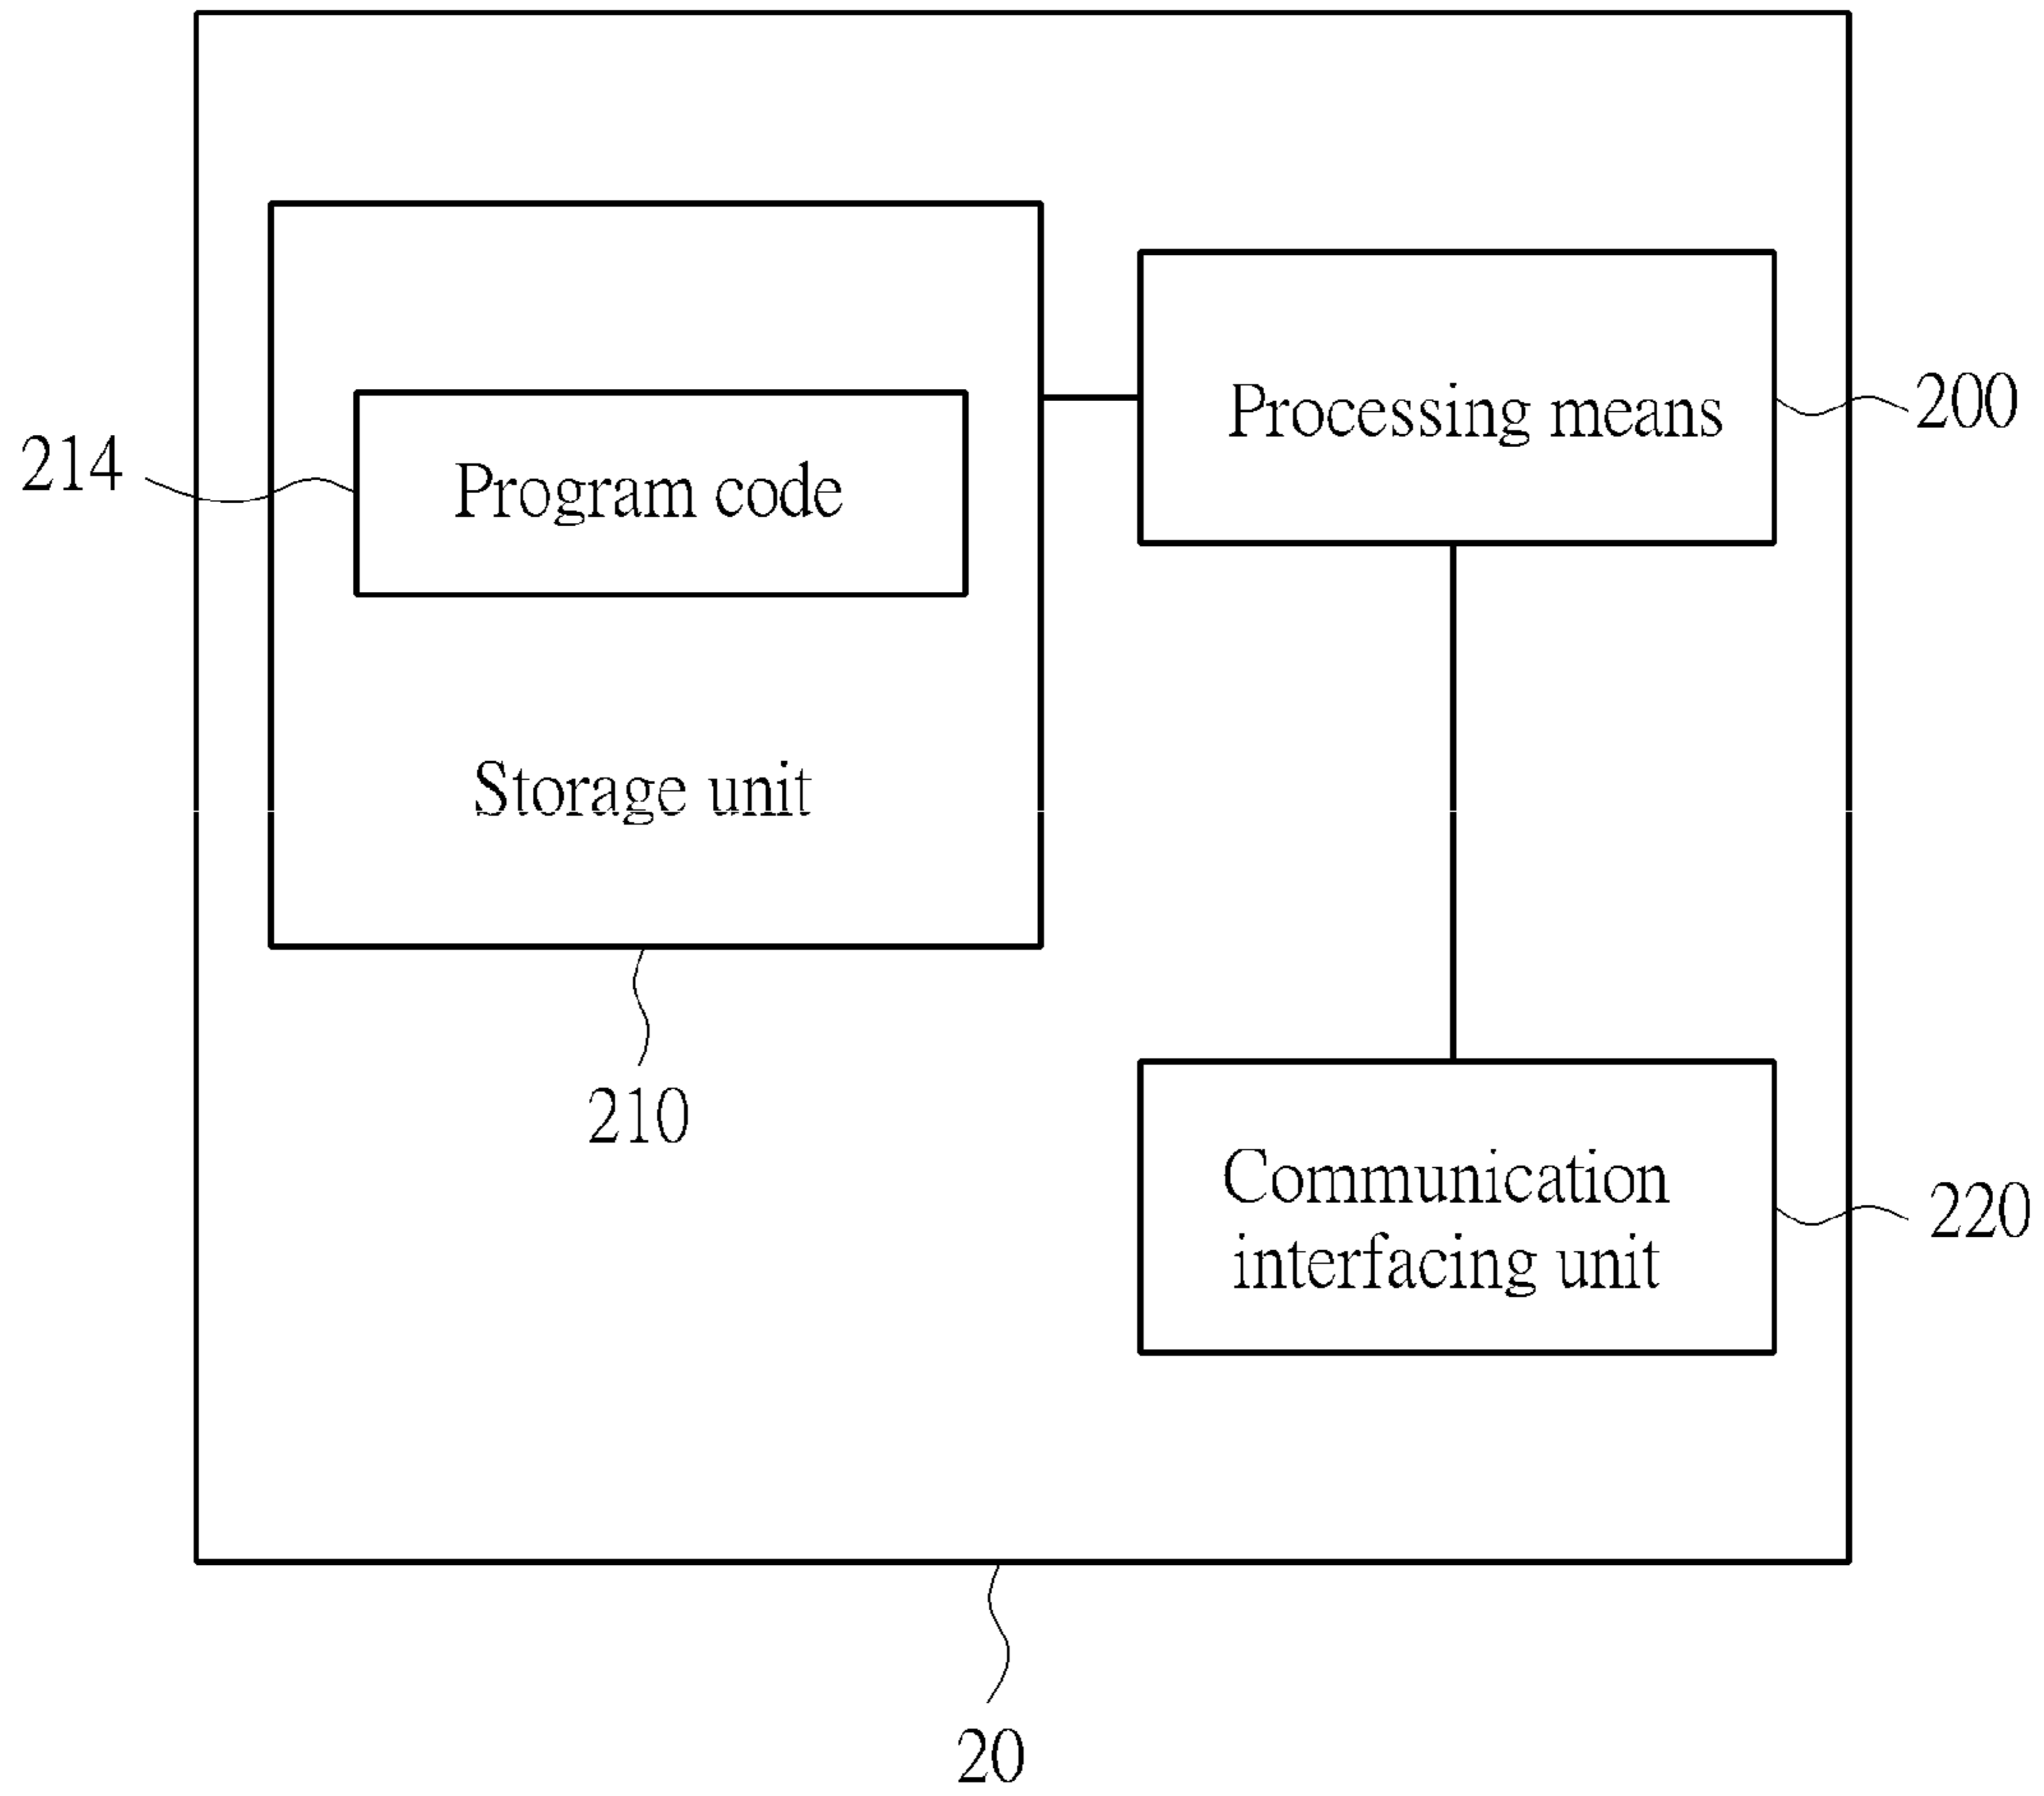 Processing means
200
214
Program code
Storage unit
210
Communication
interfacing unit
220
20